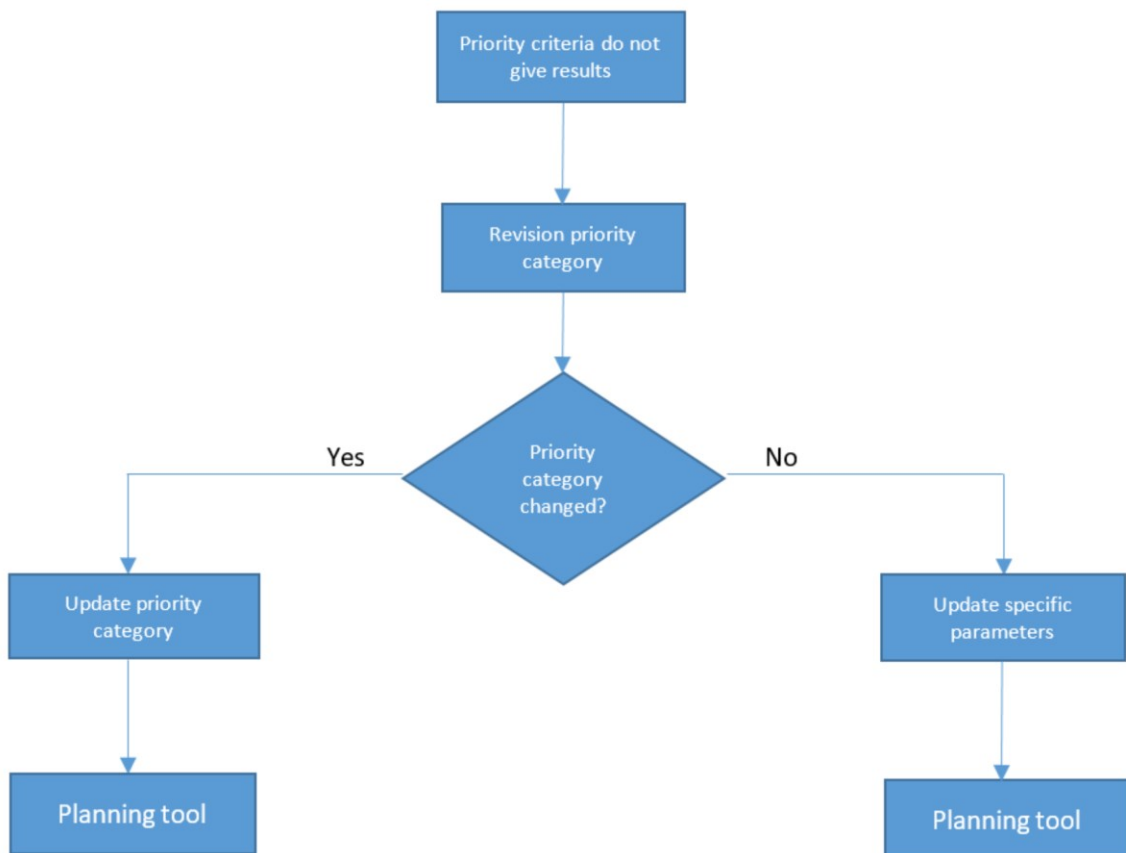 Priority criteria do not
give results
Revision priority
category
Yes
Priority
category
changed?
No
Update priority
category
Update specific
parameters
Planning tool
Planning tool